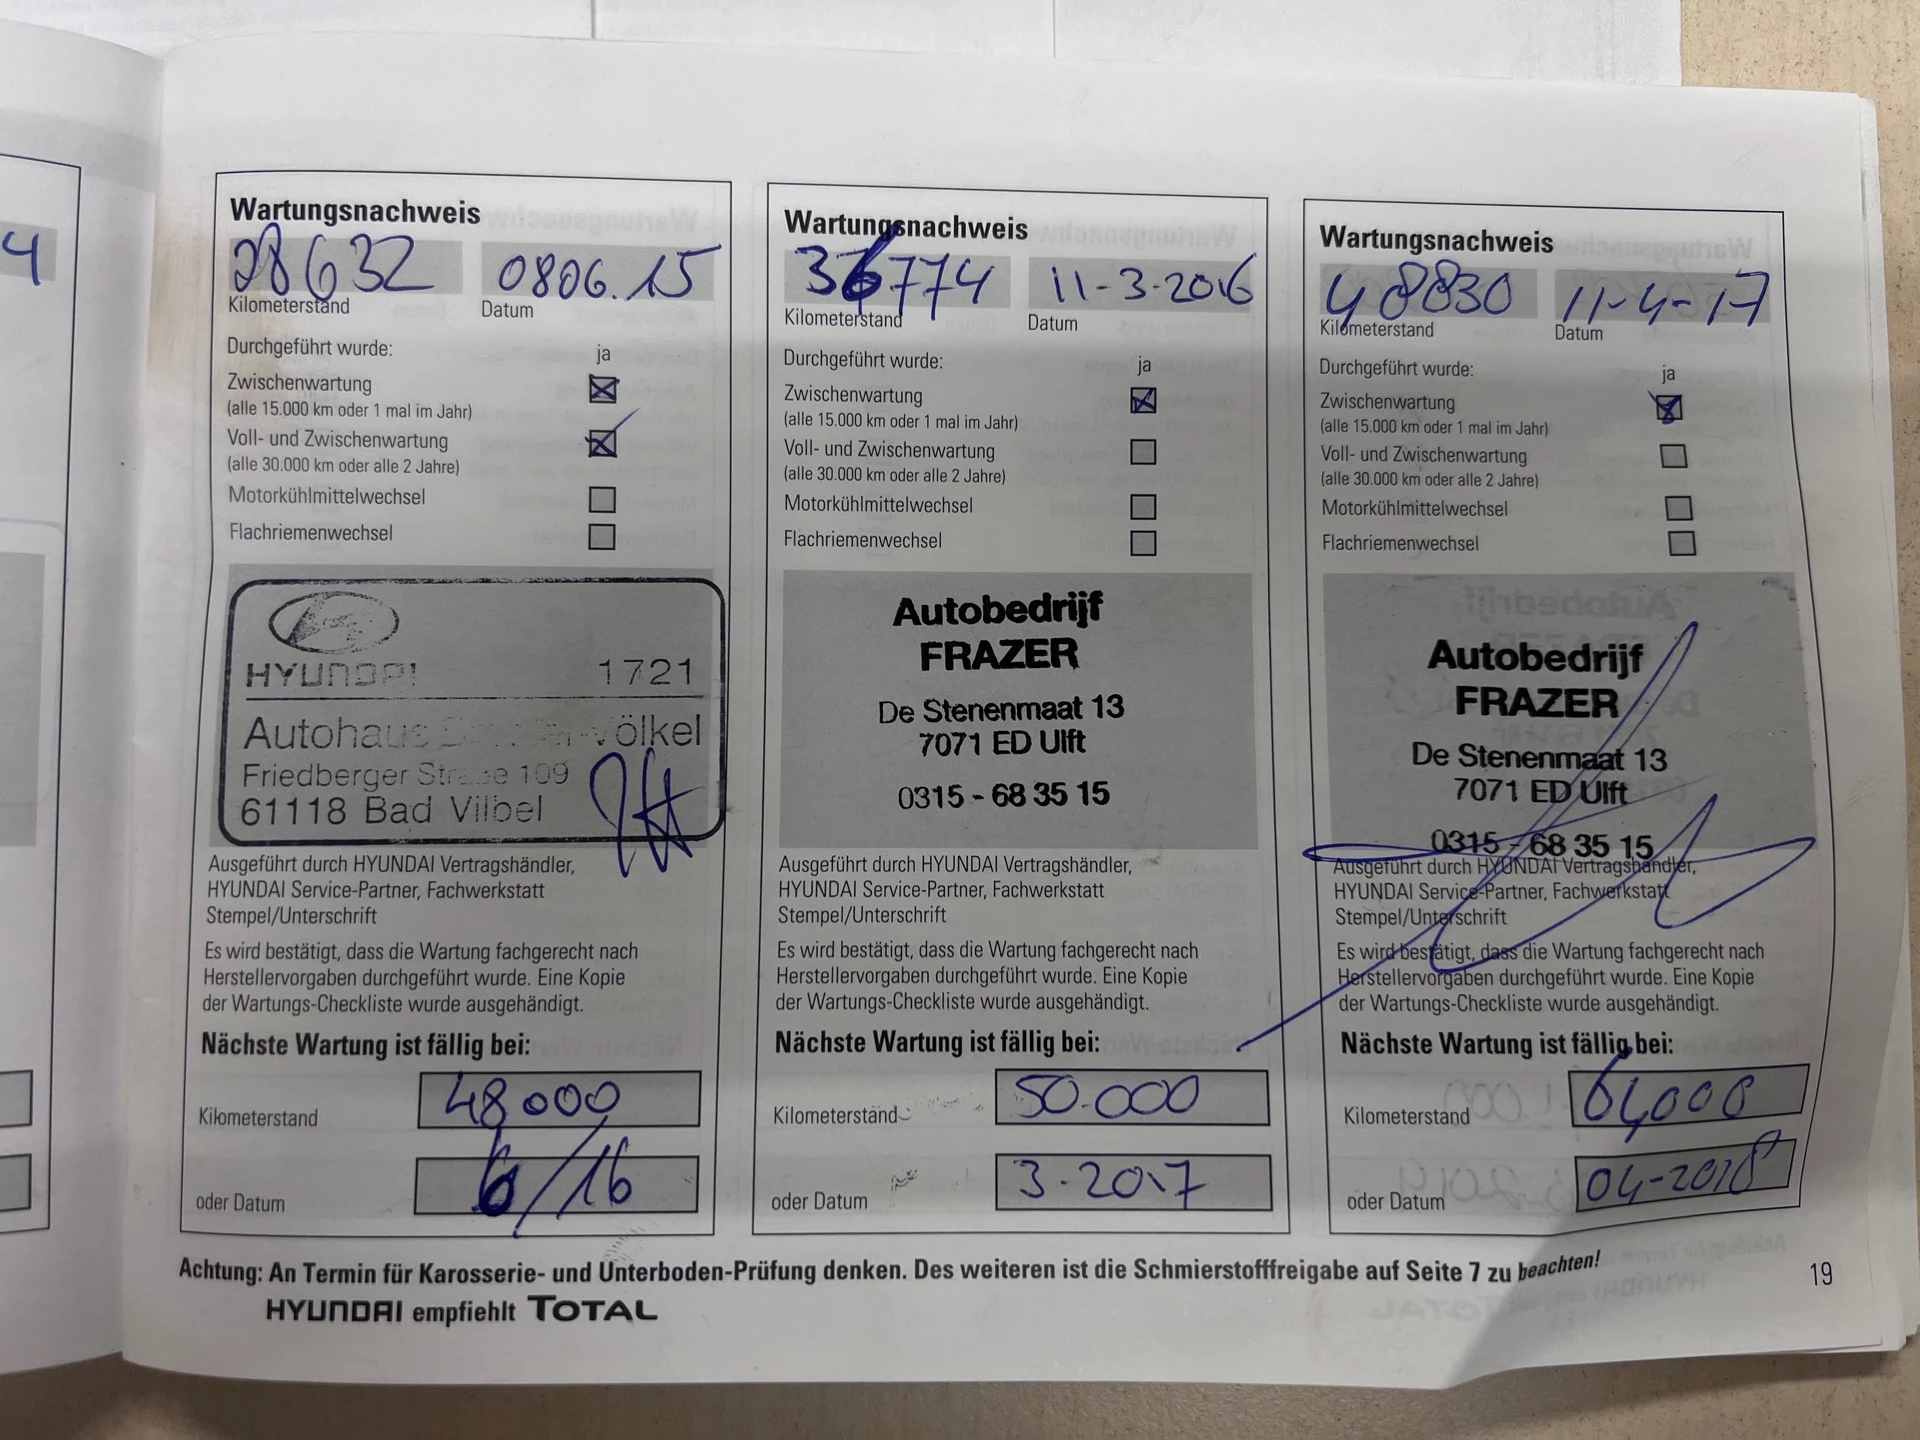 4
Wartungsnachweis
28632 0806.15
Kilometerstand Datum
Durchgeführt wurde: ja
Zwischenwartung
(alle 15.000 km oder 1 mal im Jahr)
Voll- und Zwischenwartung
(alle 30.000 km oder alle 2 Jahre)
Motorkühlmittelwechsel
Flachriemenwechsel
HYUNDAI 1721
Autohaus Völkel
Friedberger Straße 109
61118 Bad Vilbel
Ausgeführt durch HYUNDAI Vertragshändler,
HYUNDAI Service-Partner, Fachwerkstatt
Stempel/Unterschrift
Es wird bestätigt, dass die Wartung fachgerecht nach
Herstellervorgaben durchgeführt wurde. Eine Kopie
der Wartungs-Checkliste wurde ausgehändigt.
Nächste Wartung ist fällig bei:
Kilometerstand 48000
oder Datum 6/16
Wartungsnachweis
36774 11-3-2016
Kilometerstand Datum
Durchgeführt wurde: ja
Zwischenwartung
(alle 15.000 km oder 1 mal im Jahr)
Voll- und Zwischenwartung
(alle 30.000 km oder alle 2 Jahre)
Motorkühlmittelwechsel
Flachriemenwechsel
Autobedrijf
FRAZER
De Stenenmaat 13
7071 ED Ulft
0315 - 68 35 15
Ausgeführt durch HYUNDAI Vertragshändler,
HYUNDAI Service-Partner, Fachwerkstatt
Stempel/Unterschrift
Es wird bestätigt, dass die Wartung fachgerecht nach
Herstellervorgaben durchgeführt wurde. Eine Kopie
der Wartungs-Checkliste wurde ausgehändigt.
Nächste Wartung ist fällig bei:
Kilometerstand 50.000
oder Datum 3-2017
Wartungsnachweis
48830 11-4-17
Kilometerstand Datum
Durchgeführt wurde: ja
Zwischenwartung
(alle 15.000 km oder 1 mal im Jahr)
Voll- und Zwischenwartung
(alle 30.000 km oder alle 2 Jahre)
Motorkühlmittelwechsel
Flachriemenwechsel
Autobedrijf
FRAZER
De Stenenmaat 13
7071 ED Ulft
0315 - 68 35 15
Ausgeführt durch HYUNDAI Vertragshändler,
HYUNDAI Service-Partner, Fachwerkstatt
Stempel/Unterschrift
Es wird bestätigt, dass die Wartung fachgerecht nach
Herstellervorgaben durchgeführt wurde. Eine Kopie
der Wartungs-Checkliste wurde ausgehändigt.
Nächste Wartung ist fällig bei:
Kilometerstand 64000
oder Datum 04-2018
Achtung: An Termin für Karosserie- und Unterboden-Prüfung denken. Des weiteren ist die Schmierstofffreigabe auf Seite 7 zu beachten!
HYUNDAI empfiehlt TOTAL
19